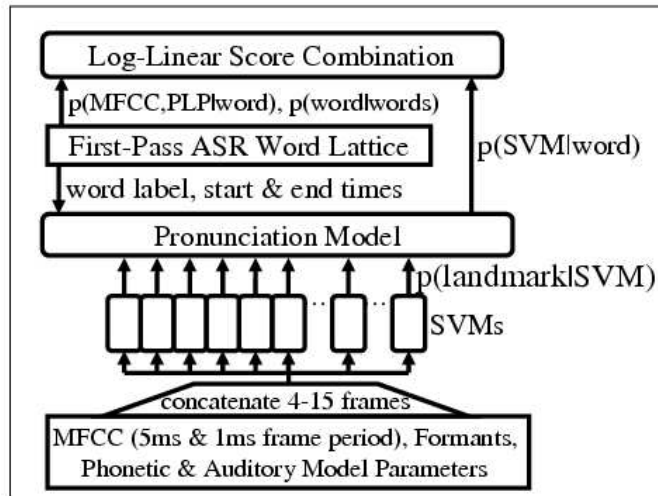 Log-Linear Score Combination
p(MFCC,PLP|word), p(word|words)
First-Pass ASR Word Lattice
p(SVM|word)
word label, start & end times
Pronunciation Model
p(landmark|SVM)
SVMs
concatenate 4-15 frames
MFCC (5ms & 1ms frame period), Formants,
Phonetic & Auditory Model Parameters